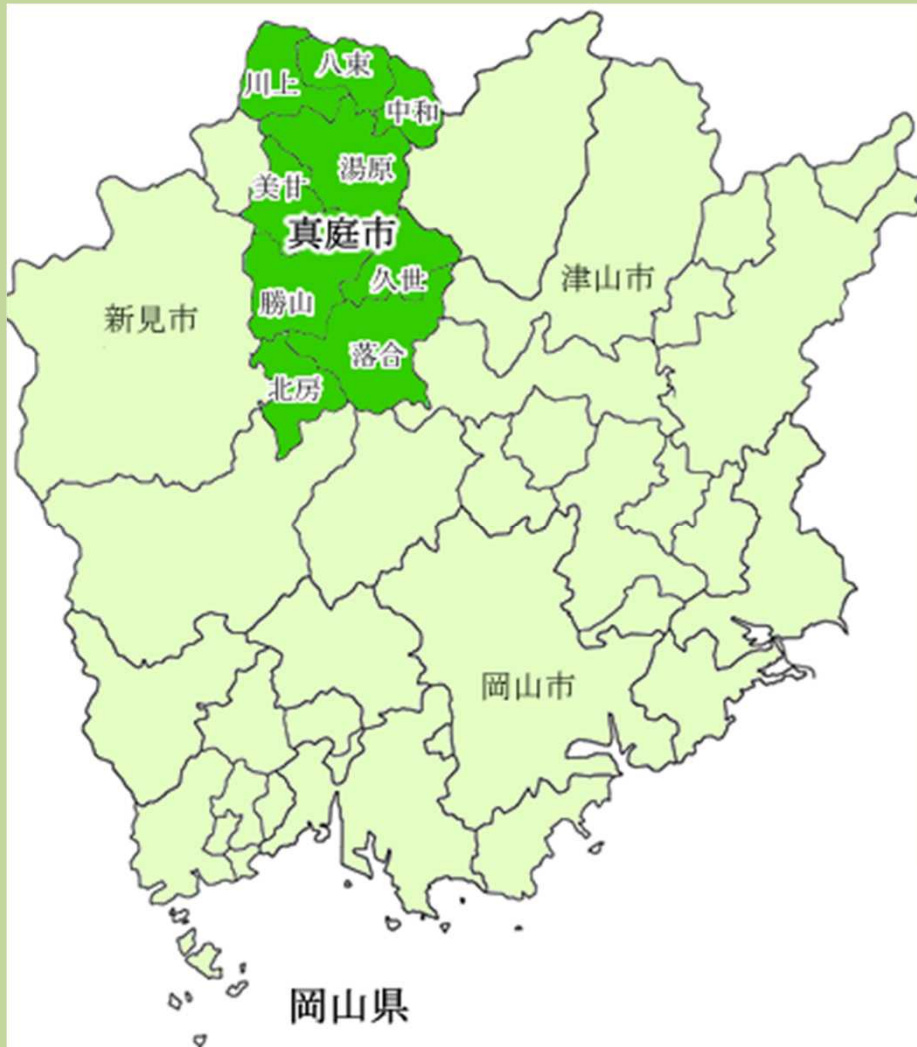 八束
川上
中和
湯原
美甘
真庭市
久世
津山市
勝山
新見市
落合
北房
岡山市
岡山県